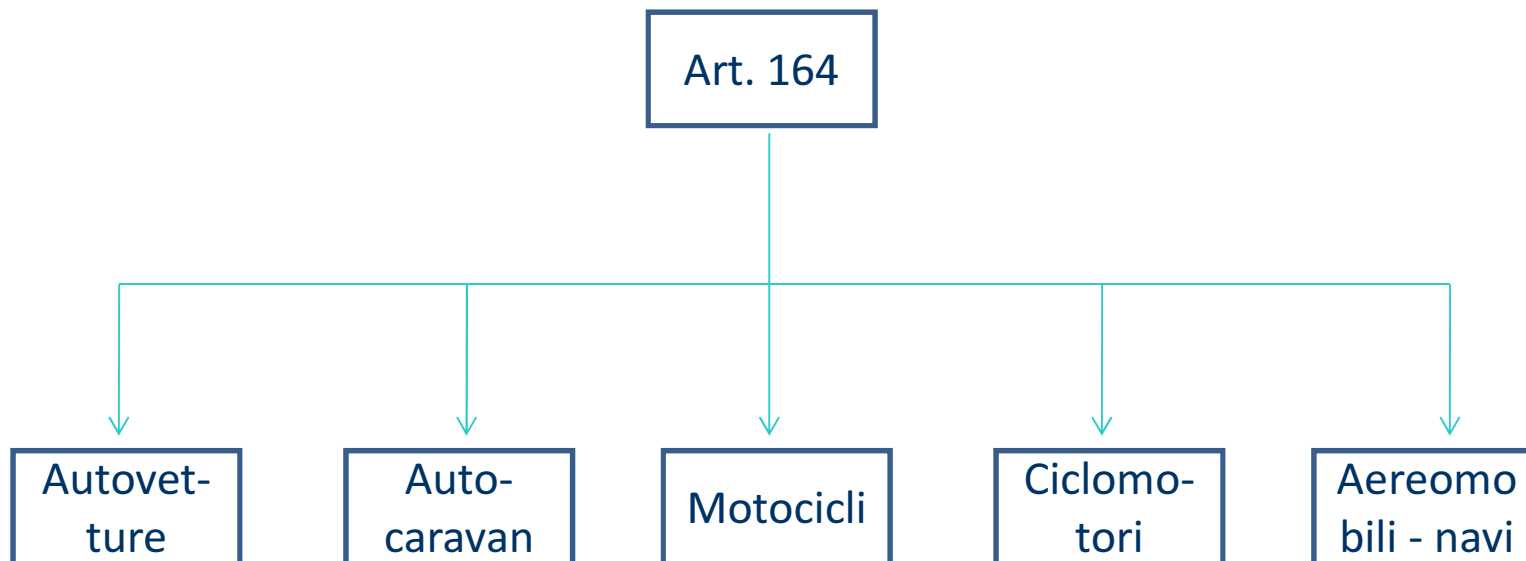 Art. 164
Autovet-
ture
Auto-
caravan
Motocicli
Ciclomo-
tori
Aereomo
bili - navi